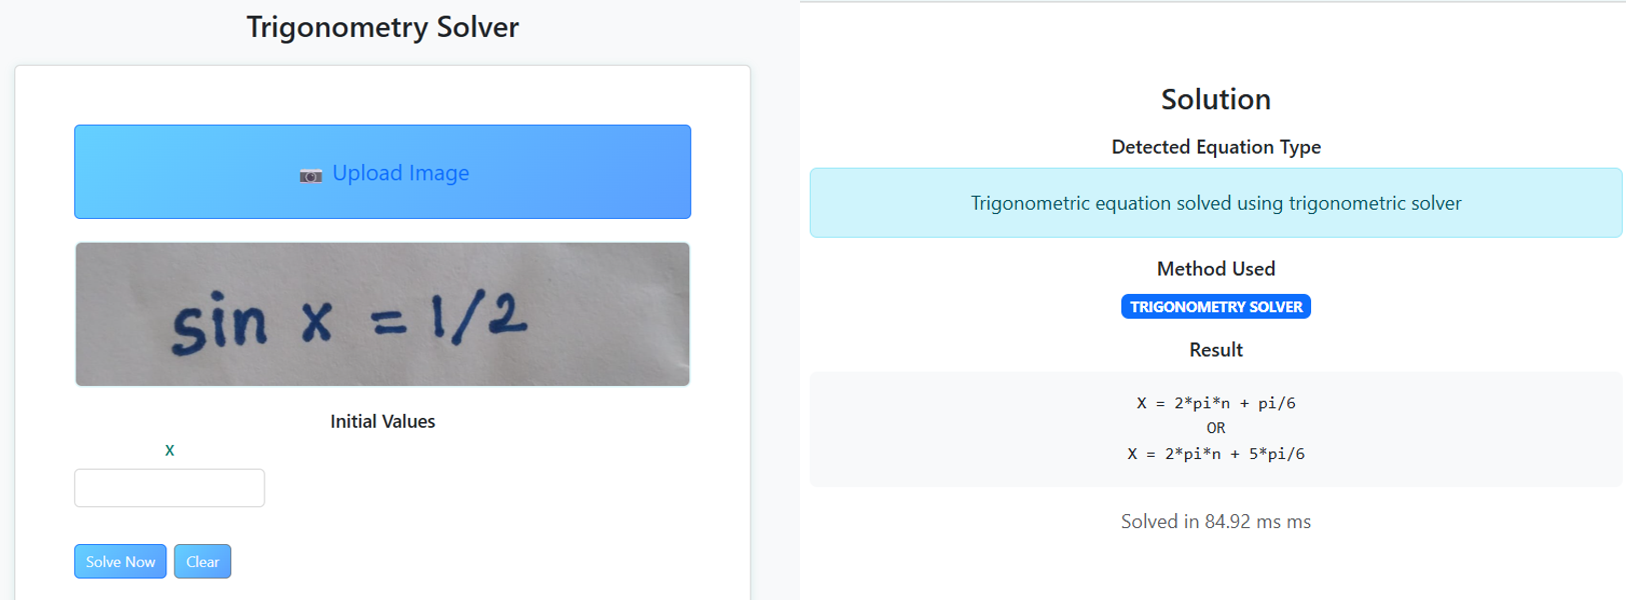 Trigonometry Solver
Upload Image
sin x = 1/2
Initial Values
X
Solve Now
Clear
Solution
Detected Equation Type
Trigonometric equation solved using trigonometric solver
Method Used
TRIGONOMETRY SOLVER
Result
X = 2*pi*n + pi/6
OR
X = 2*pi*n + 5*pi/6
Solved in 84.92 ms ms